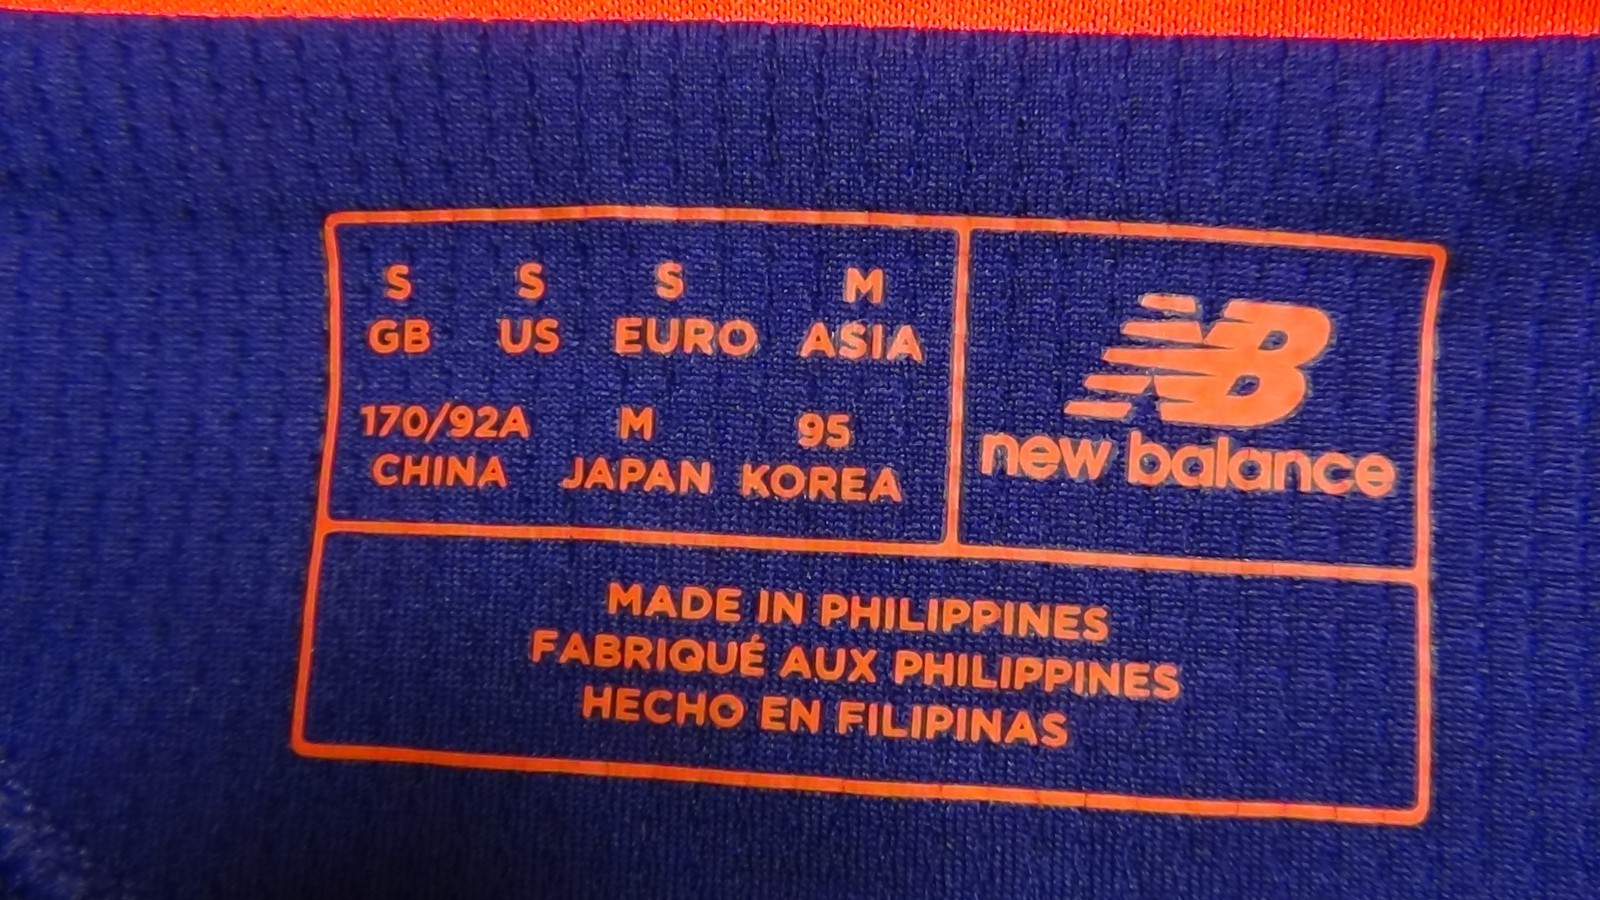 S S S M
GB US EURO ASIA
170/92A M 95
CHINA JAPAN KOREA
NB
new balance
MADE IN PHILIPPINES
FABRIQUÉ AUX PHILIPPINES
HECHO EN FILIPINAS